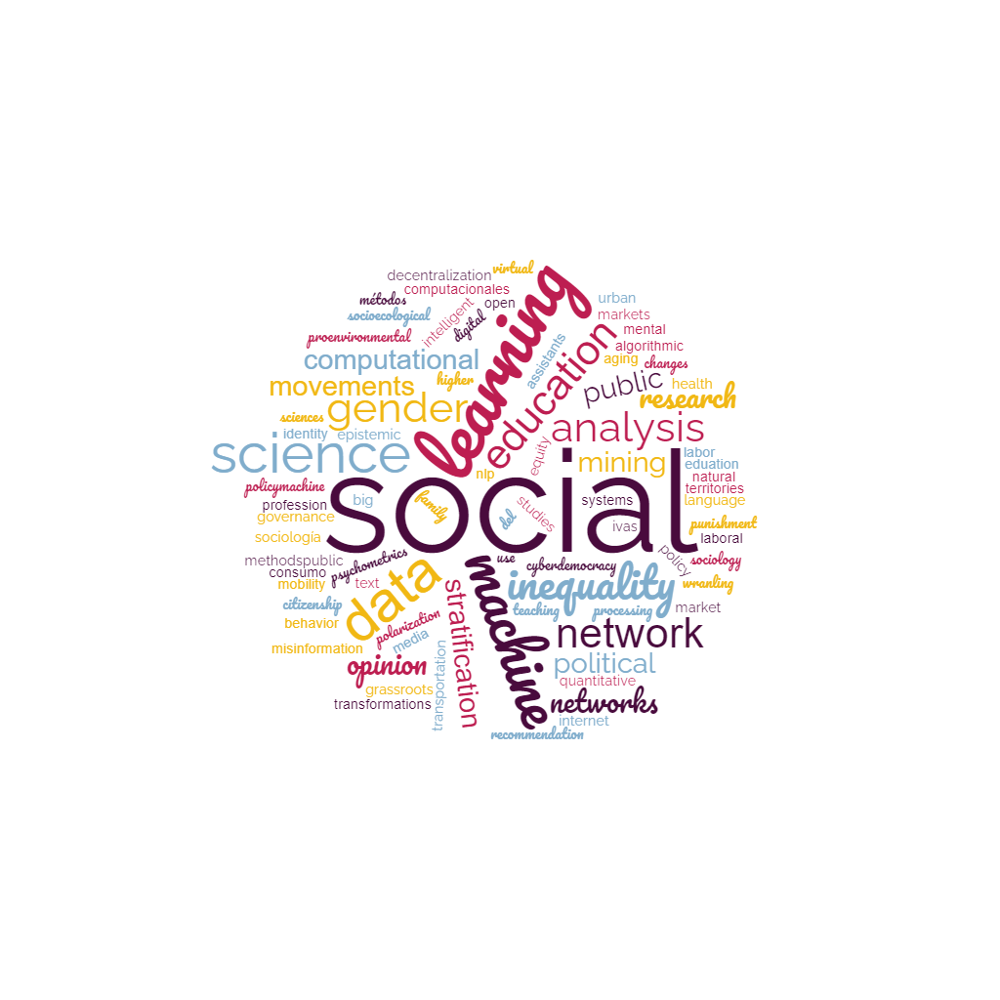 virtual
decentralization
computacionales
métodos
open
urban
socioecological
intelligent
digital
learning
markets
proenvironmental
mental
computational
assistants
education
algorithmic
aging
changes
movements
higher
public
health
research
gender
sciences
identity
epistemic
analysis
science
equity
mining
labor
eduation
policymachine
nlp
natural
territories
social
big
family
profession
governance
del
studies
systems
language
punishment
sociología
ivas
laboral
methodspublic
psychometrics
use
cyberdemocracy
policy
sociology
consumo
mobility
text
data
stratification
machine
inequality
wranling
citizenship
teaching
processing
market
behavior
polarization
media
network
misinformation
transportation
opinion
political
grassroots
quantitative
transformations
networks
internet
recommendation